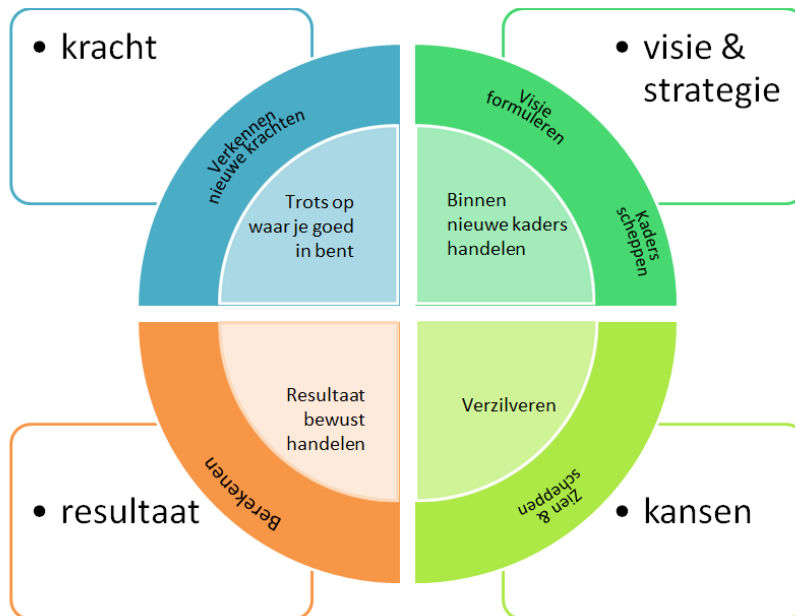 • kracht
• visie &
strategie
Verkennen
nieuwe krachten
Visie
formuleren
Kaders
scheppen
Trots op
waar je goed
in bent
Binnen
nieuwe kaders
handelen
Resultaat
bewust
handelen
Verzilveren
Berekenen
Zien &
scheppen
• resultaat
• kansen